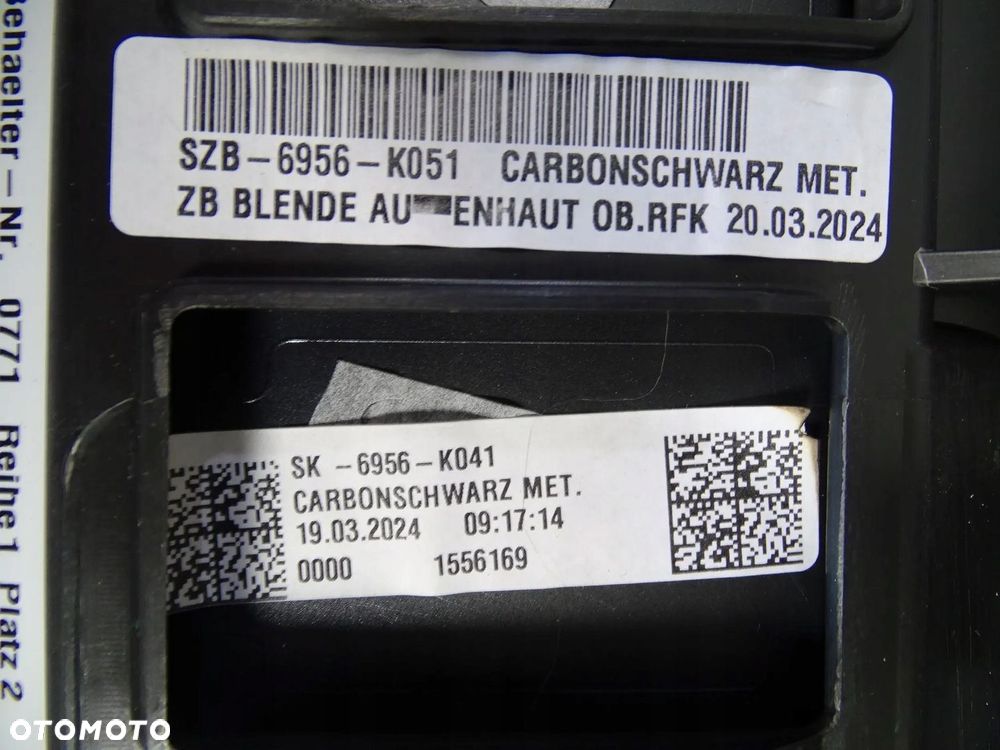 SZB-6956-K051 CARBONSCHWARZ MET.
ZB BLENDE AU ENHAUT OB.RFK 20.03.2024
SK -6956-K041
CARBONSCHWARZ MET.
19.03.2024 09:17:14
0000 1556169
Behaelter-Nr. 0771 Reihe 1 Platz 2
OTOMOTO